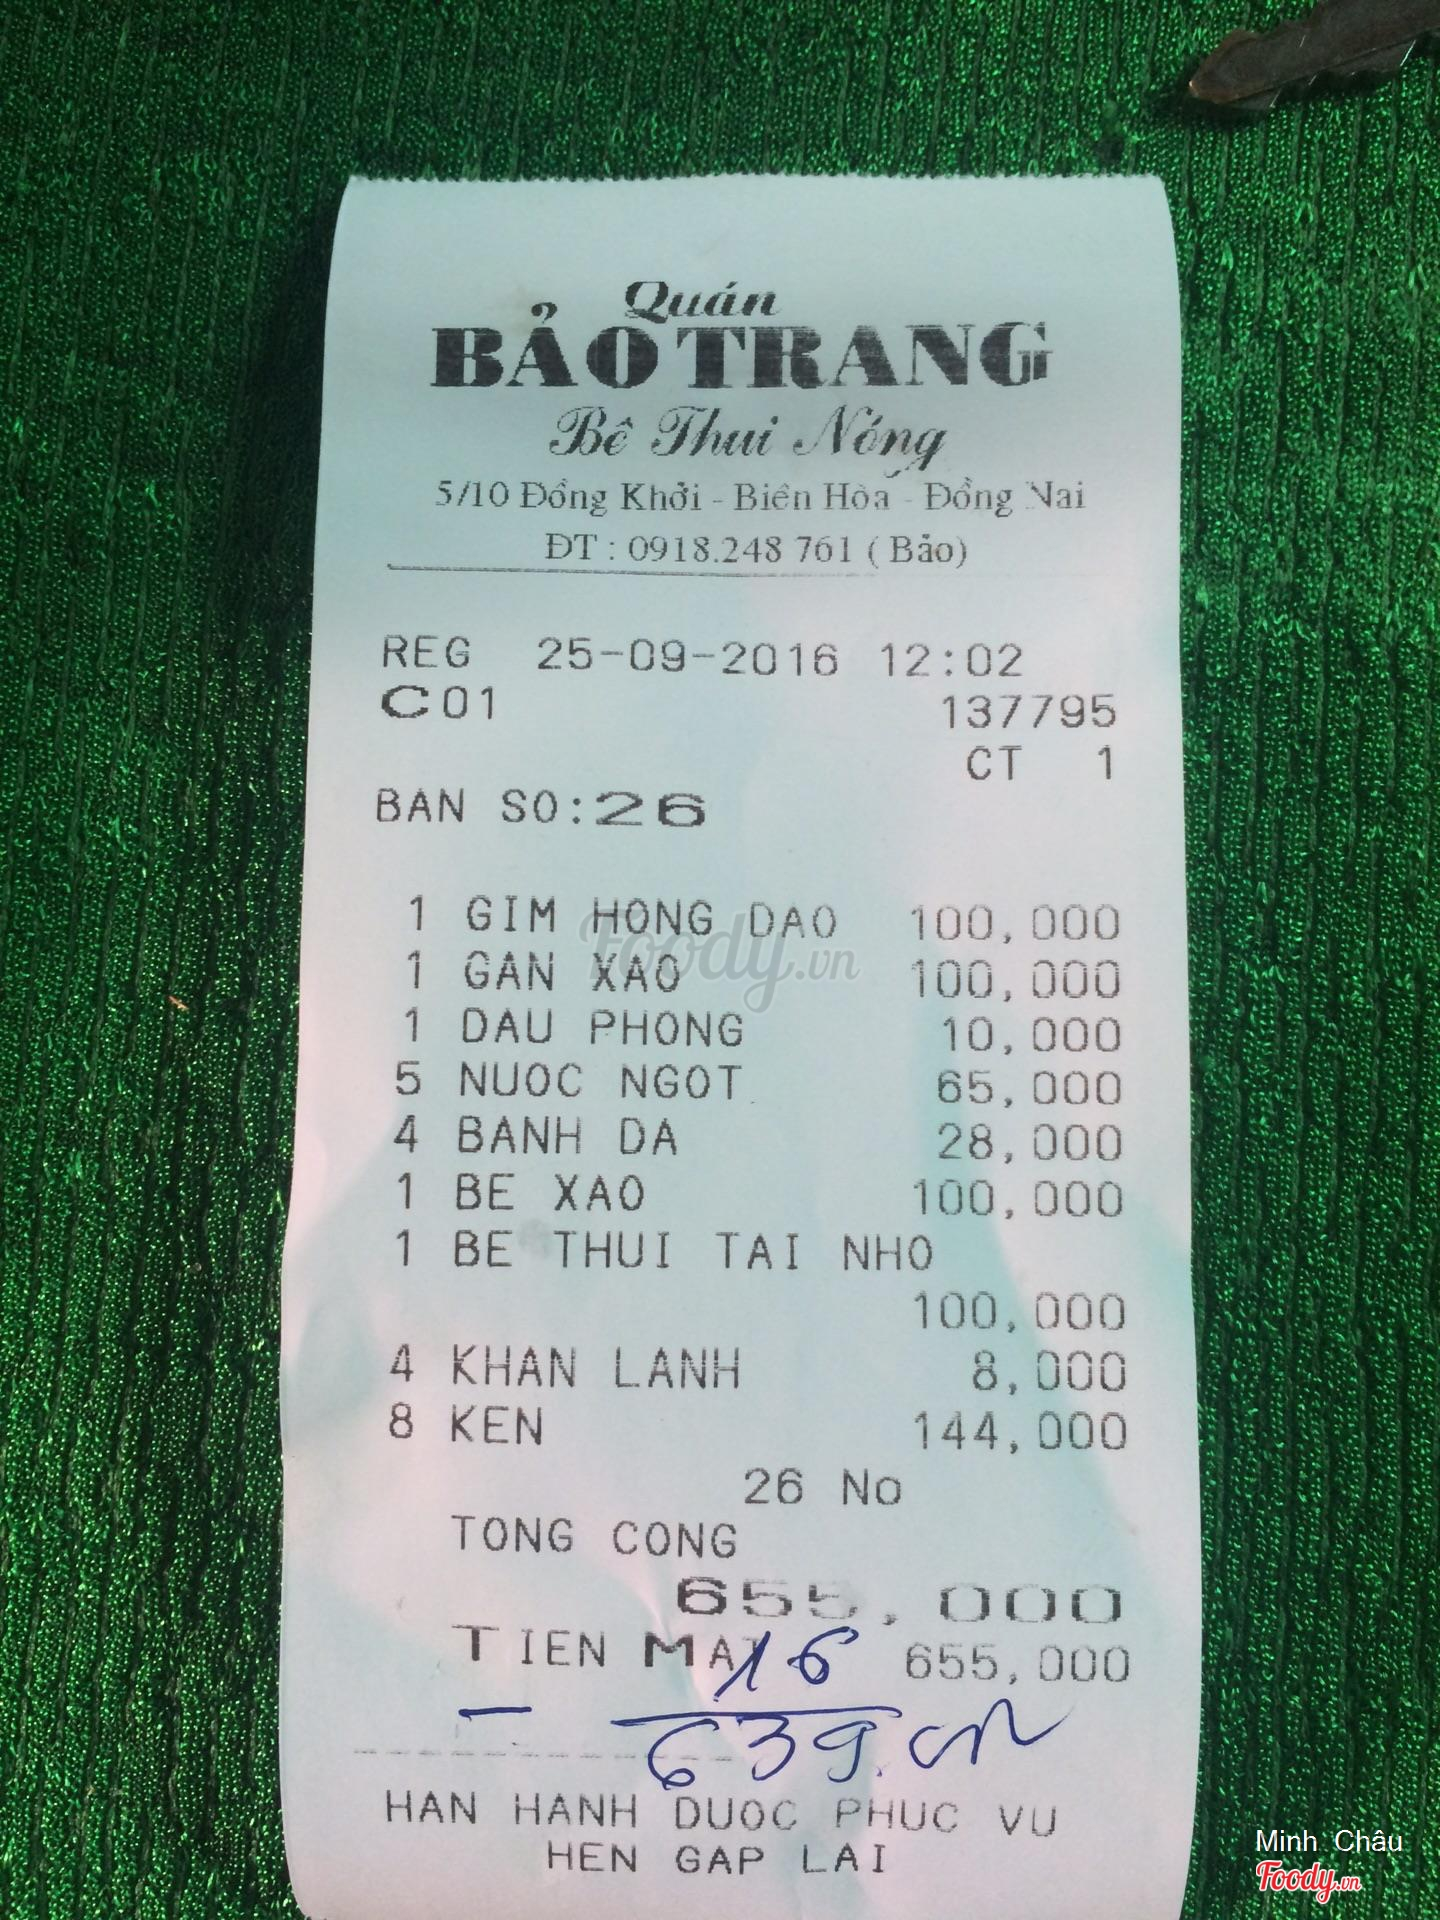 Quán
BẢO TRANG
Bê Thui Nóng
5/10 Đồng Khởi - Biên Hòa - Đồng Nai
ĐT : 0918.248 761 ( Bảo)
REG 25-09-2016 12:02
C01 137795
CT 1
BAN SO:26
1 GIM HONG DAO 100,000
1 GAN XAO 100,000
Foody.vn
1 DAU PHONG 10,000
5 NUOC NGOT 65,000
4 BANH DA 28,000
1 BE XAO 100,000
1 BE THUI TAI NHO
100,000
4 KHAN LANH 8,000
8 KEN 144,000
26 No
TONG CONG
655,000
TIEN MAT 655,000
- 16
639.
HAN HANH DUOC PHUC VU
HEN GAP LAI
Minh Châu
Foody.vn